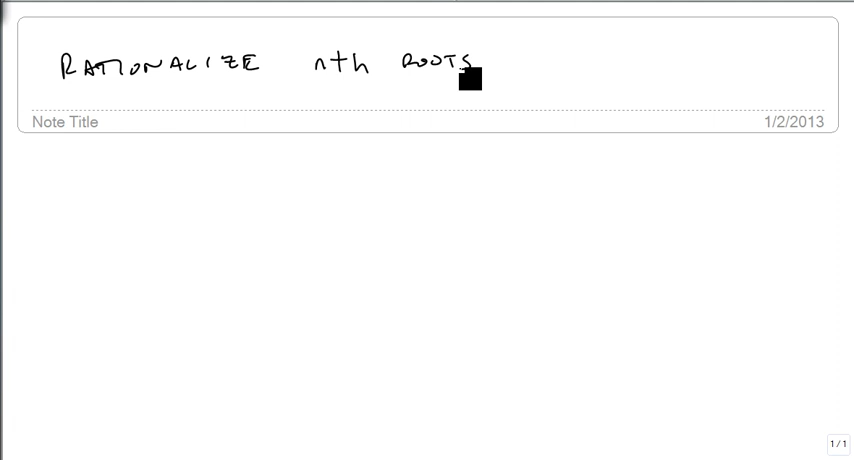 RATIONALIZE nth ROOTS
Note Title 1/2/2013
1 / 1